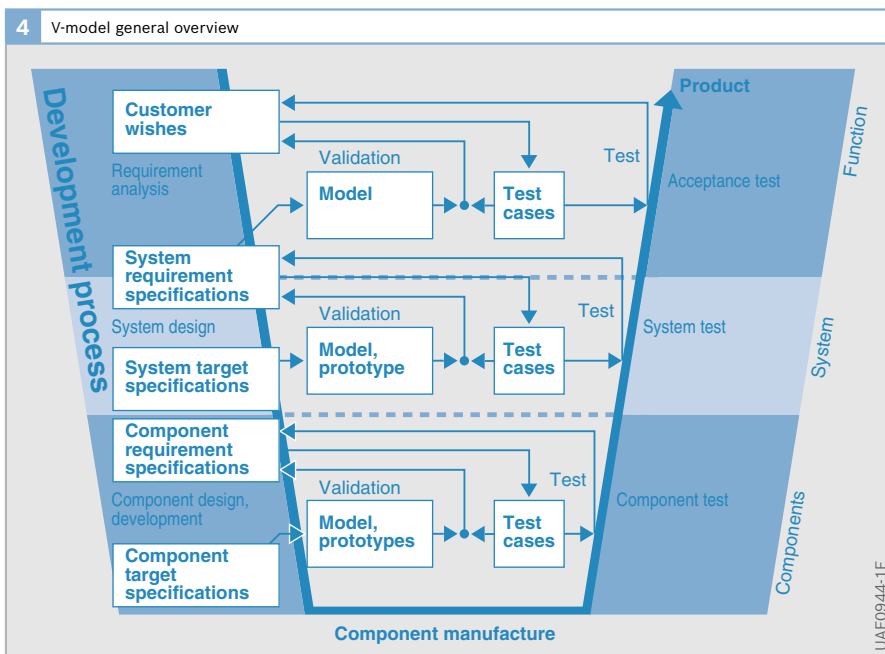 4 V-model general overview
Development process
Customer
wishes
Requirement
analysis
Validation
Model
Test
cases
Test
Product
Acceptance test
Function
System
requirement
specifications
System design
System target
specifications
Validation
Model,
prototype
Test
cases
Test
System test
System
Component
requirement
specifications
Component design,
development
Component
target
specifications
Validation
Model,
prototypes
Test
cases
Test
Component test
Components
Component manufacture
UAE0944-1E